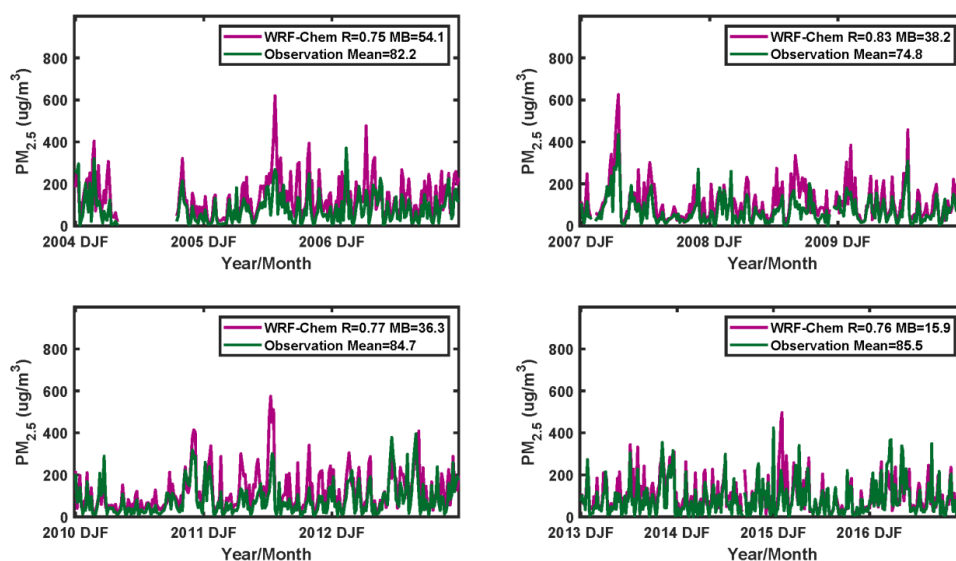 WRF-Chem R=0.75 MB=54.1
Observation Mean=82.2
800
600
400
200
0
PM2.5 (ug/m3)
2004 DJF 2005 DJF 2006 DJF
Year/Month
WRF-Chem R=0.83 MB=38.2
Observation Mean=74.8
800
600
400
200
0
PM2.5 (ug/m3)
2007 DJF 2008 DJF 2009 DJF
Year/Month
WRF-Chem R=0.77 MB=36.3
Observation Mean=84.7
800
600
400
200
0
PM2.5 (ug/m3)
2010 DJF 2011 DJF 2012 DJF
Year/Month
WRF-Chem R=0.76 MB=15.9
Observation Mean=85.5
800
600
400
200
0
PM2.5 (ug/m3)
2013 DJF 2014 DJF 2015 DJF 2016 DJF
Year/Month